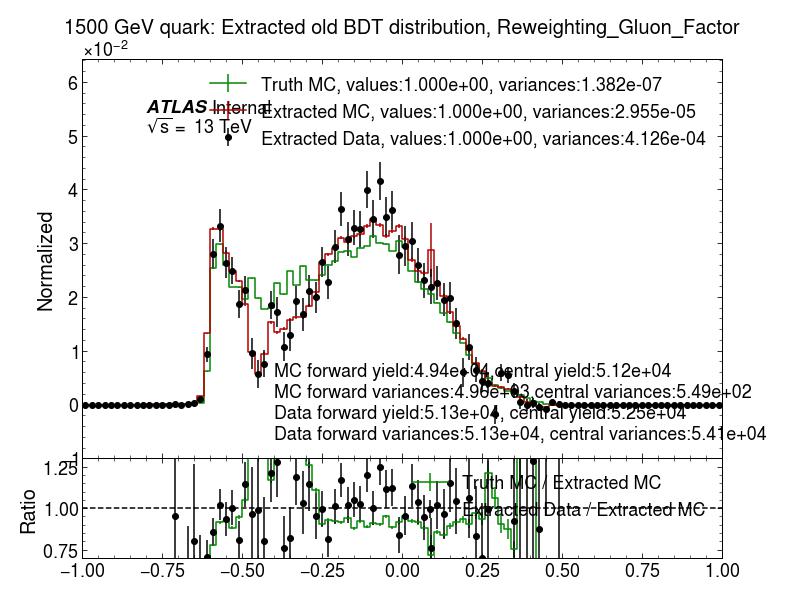 1500 GeV quark: Extracted old BDT distribution, Reweighting_Gluon_Factor
×10⁻²
Truth MC, values:1.000e+00, variances:1.382e-07
ATLAS Internal
Extracted MC, values:1.000e+00, variances:2.955e-05
√s = 13 TeV
Extracted Data, values:1.000e+00, variances:4.126e-04
Normalized
6
5
4
3
2
1
0
1
MC forward yield:4.94e+04, central yield:5.12e+04
MC forward variances:4.96e+03, central variances:5.49e+02
Data forward yield:5.13e+04, central yield:5.25e+04
Data forward variances:5.13e+04, central variances:5.41e+04
Ratio
1.25
1.00
0.75
Truth MC / Extracted MC
Extracted Data / Extracted MC
−1.00 −0.75 −0.50 −0.25 0.00 0.25 0.50 0.75 1.00